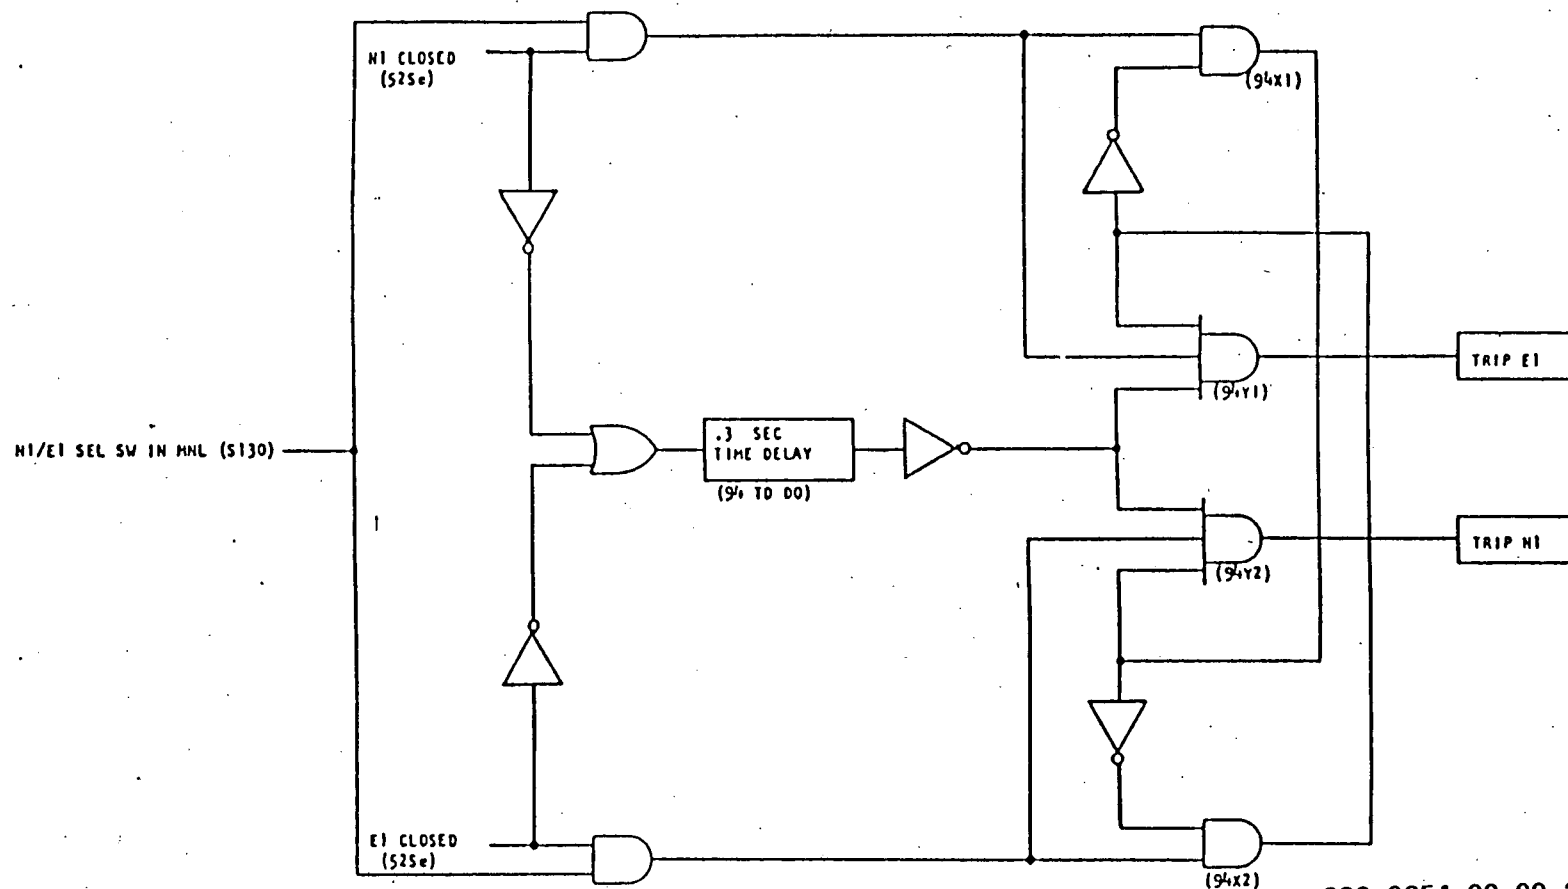 N1 CLOSED
(52Se)
(94X1)
TRIP E1
(94Y1)
N1/E1 SEL SW IN MNL (S130)
.3 SEC
TIME DELAY
(94 TD DO)
TRIP N1
(94Y2)
E1 CLOSED
(52Se)
(94X2)